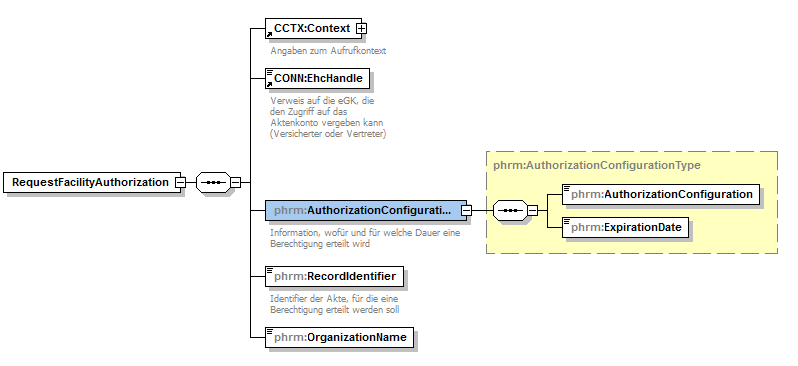 CCTX:Context
Angaben zum Aufrufkontext
CONN:EhcHandle
Verweis auf die eGK, die
den Zugriff auf das
Aktenkonto vergeben kann
(Versicherter oder Vertreter)
RequestFacilityAuthorization
phrm:AuthorizationConfigurati...
Information, wofür und für welche Dauer eine
Berechtigung erteilt wird
phrm:AuthorizationConfigurationType
phrm:AuthorizationConfiguration
phrm:ExpirationDate
phrm:RecordIdentifier
Identifier der Akte, für die eine
Berechtigung erteilt werden soll
phrm:OrganizationName